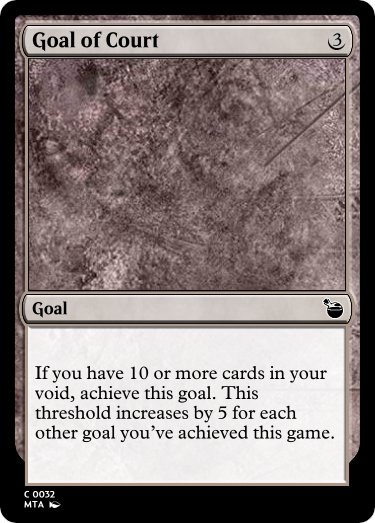 Goal of Court
3
Goal
If you have 10 or more cards in your
void, achieve this goal. This
threshold increases by 5 for each
other goal you've achieved this game.
C 0032
MTA